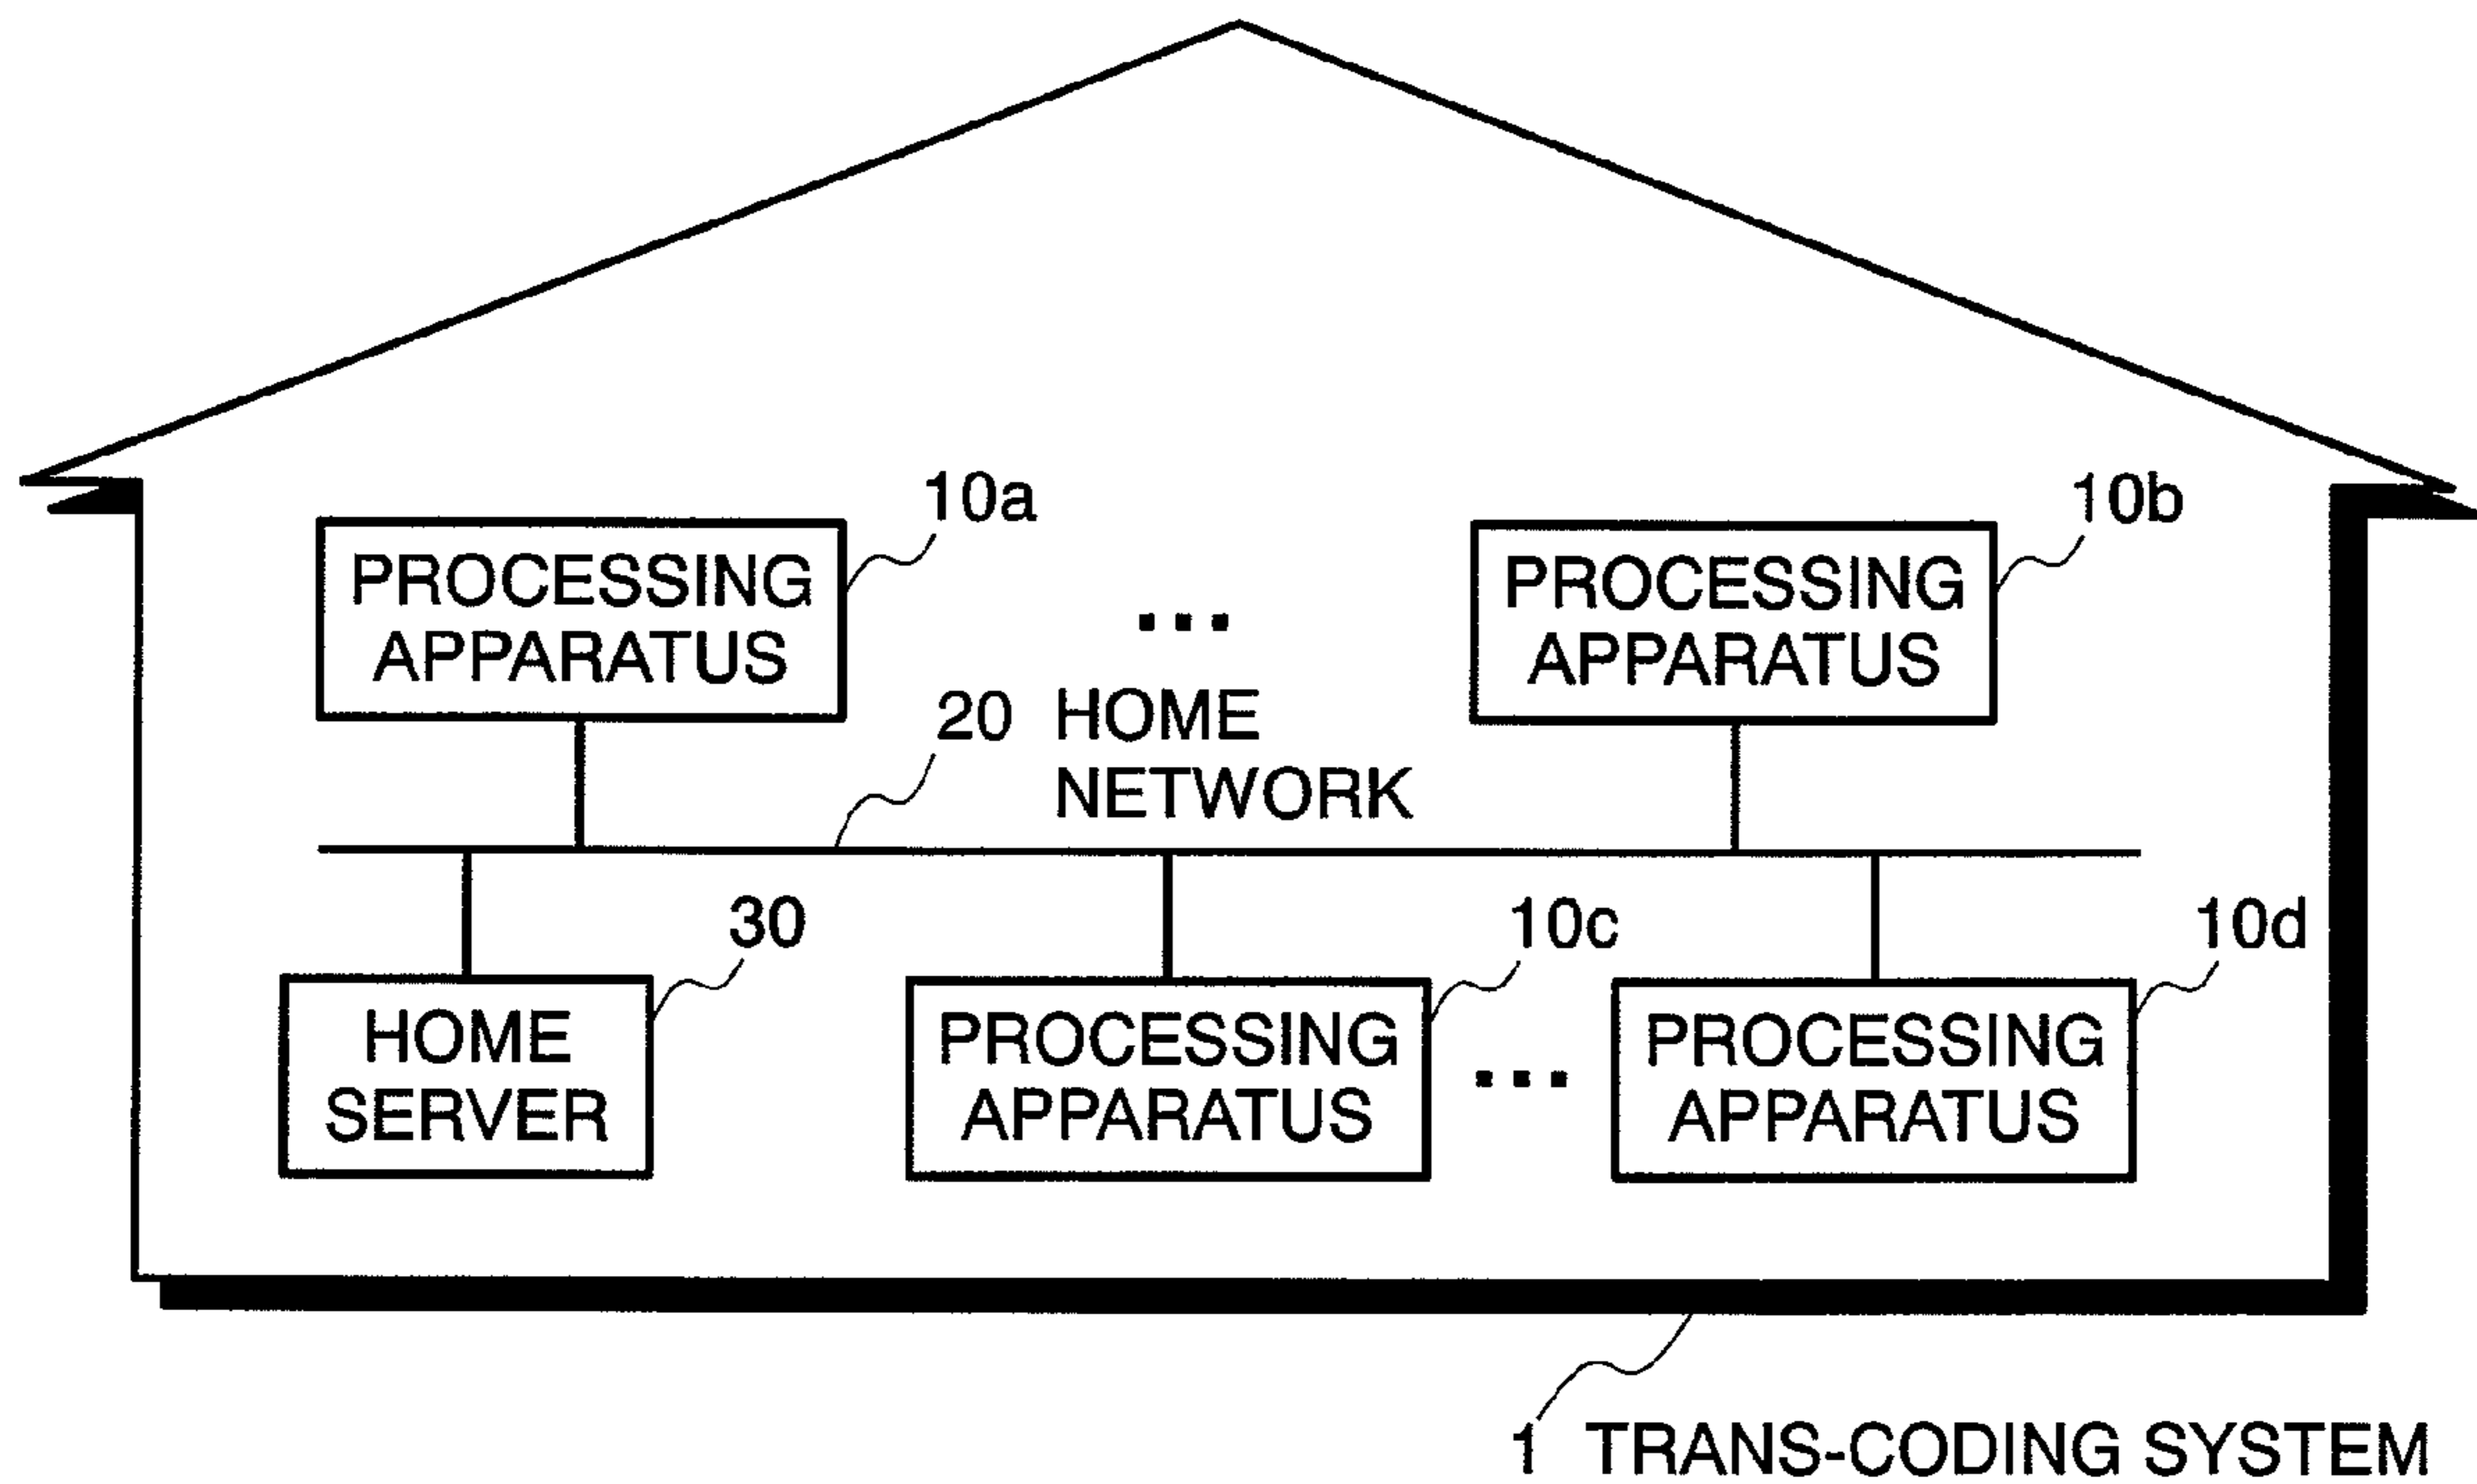 10a
10b
PROCESSING
APPARATUS
...
PROCESSING
APPARATUS
20 HOME
NETWORK
30
10c
10d
HOME
SERVER
PROCESSING
APPARATUS
...
PROCESSING
APPARATUS
1 TRANS-CODING SYSTEM